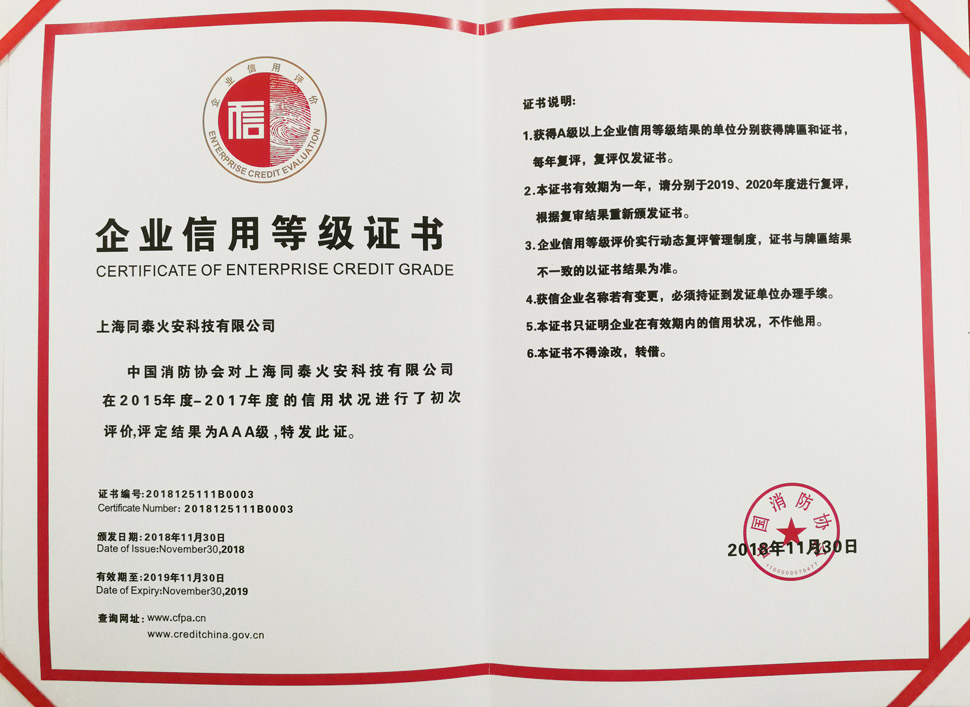 企业信用评价
信
ENTERPRISE CREDIT EVALUATION
企业信用等级证书
CERTIFICATE OF ENTERPRISE CREDIT GRADE
上海同泰火安科技有限公司
中国消防协会对上海同泰火安科技有限公司
在2015年度-2017年度的信用状况进行了初次
评价,评定结果为AAA级,特发此证。
证书编号:2018125111B0003
Certificate Number: 2018125111B0003
颁发日期:2018年11月30日
Date of Issue:November30,2018
有效期至:2019年11月30日
Date of Expiry:November30,2019
查询网址: www.cfpa.cn
www.creditchina.gov.cn
证书说明:
1.获得A级以上企业信用等级结果的单位分别获得牌匾和证书,
每年复评,复评仅发证书。
2.本证书有效期为一年,请分别于2019、2020年度进行复评,
根据复审结果重新颁发证书。
3.企业信用等级评价实行动态复评管理制度,证书与牌匾结果
不一致的以证书结果为准。
4.获信企业名称若有变更,必须持证到发证单位办理手续。
5.本证书只证明企业在有效期内的信用状况,不作他用。
6.本证书不得涂改,转借。
中国消防协会
2018年11月30日